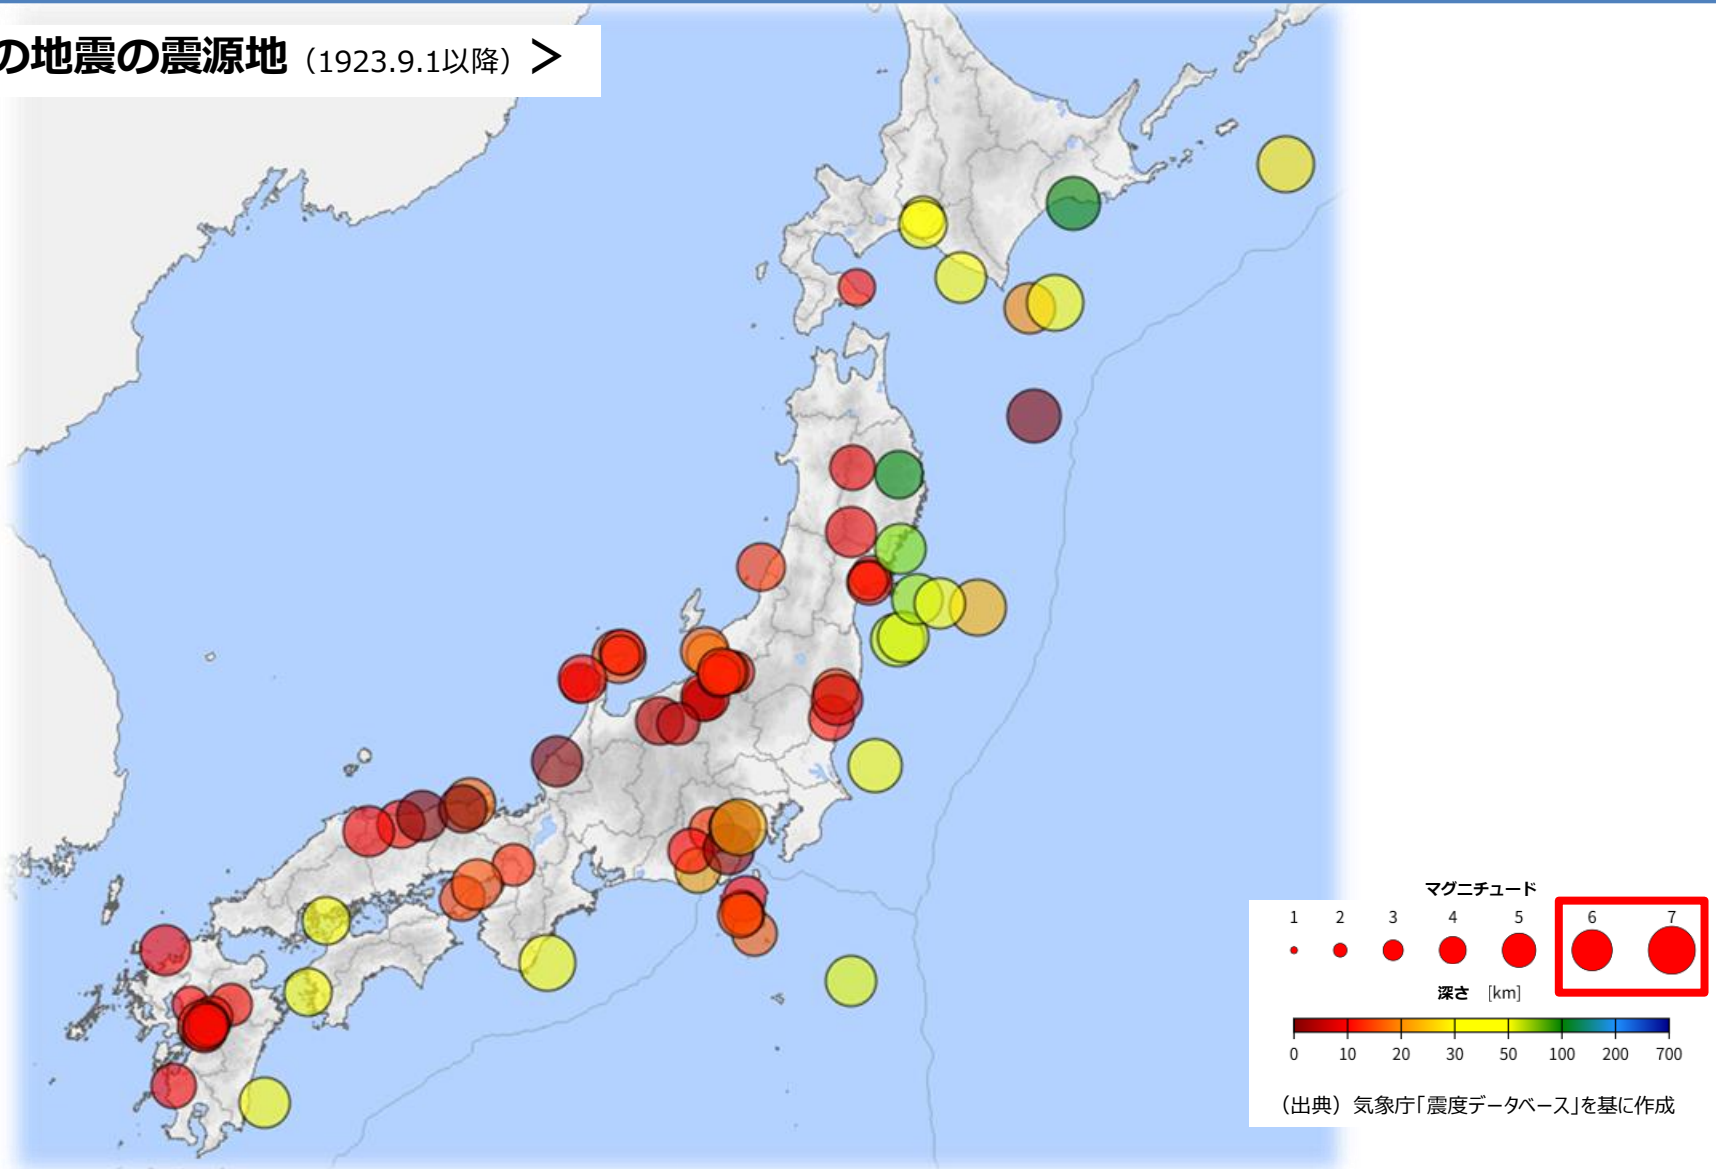 の地震の震源地（1923.9.1以降）＞
マグニチュード
1 2 3 4 5 6 7
深さ [km]
0 10 20 30 50 100 200 700
（出典）気象庁「震度データベース」を基に作成